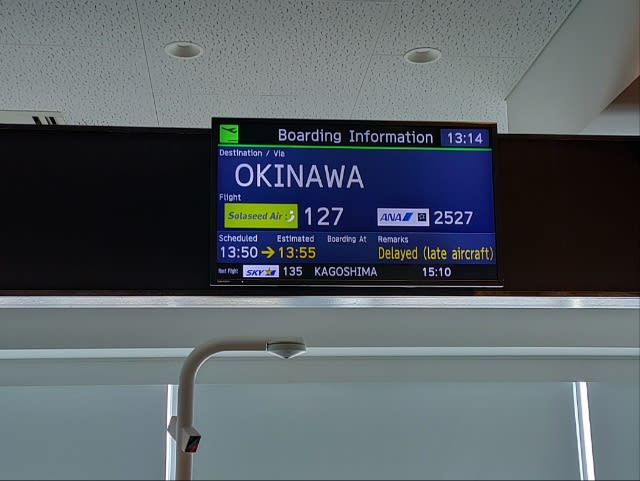 Boarding Information 13:14
Destination / Via
OKINAWA
Flight
Solaseed Air 127 ANA 2527
Scheduled Estimated Boarding At Remarks
13:50 → 13:55 Delayed (late aircraft)
Next Flight SKY 135 KAGOSHIMA 15:10